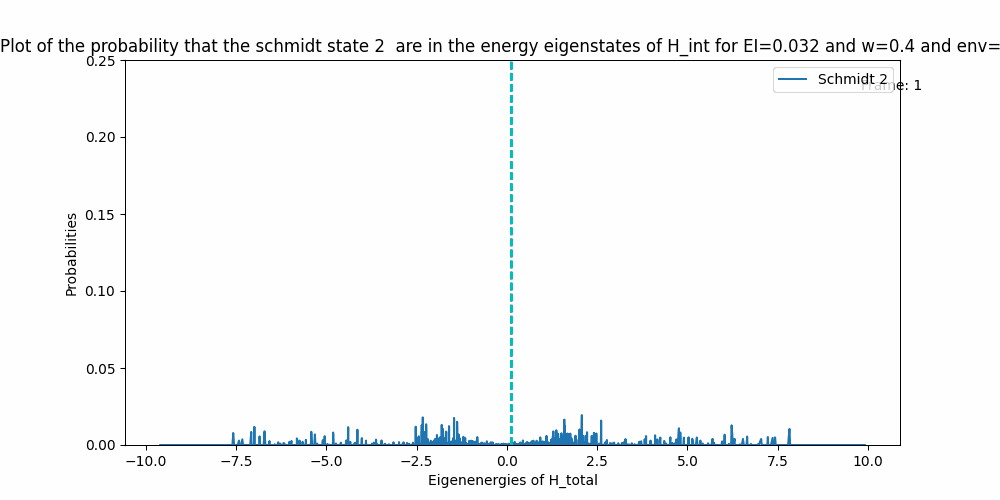 Plot of the probability that the schmidt state 2  are in the energy eigenstates of H_int for EI=0.032 and w=0.4 and env=
0.25
Schmidt 2
Frame: 1
0.20
0.15
Probabilities
0.10
0.05
0.00
−10.0 −7.5 −5.0 −2.5 0.0 2.5 5.0 7.5 10.0
Eigenenergies of H_total